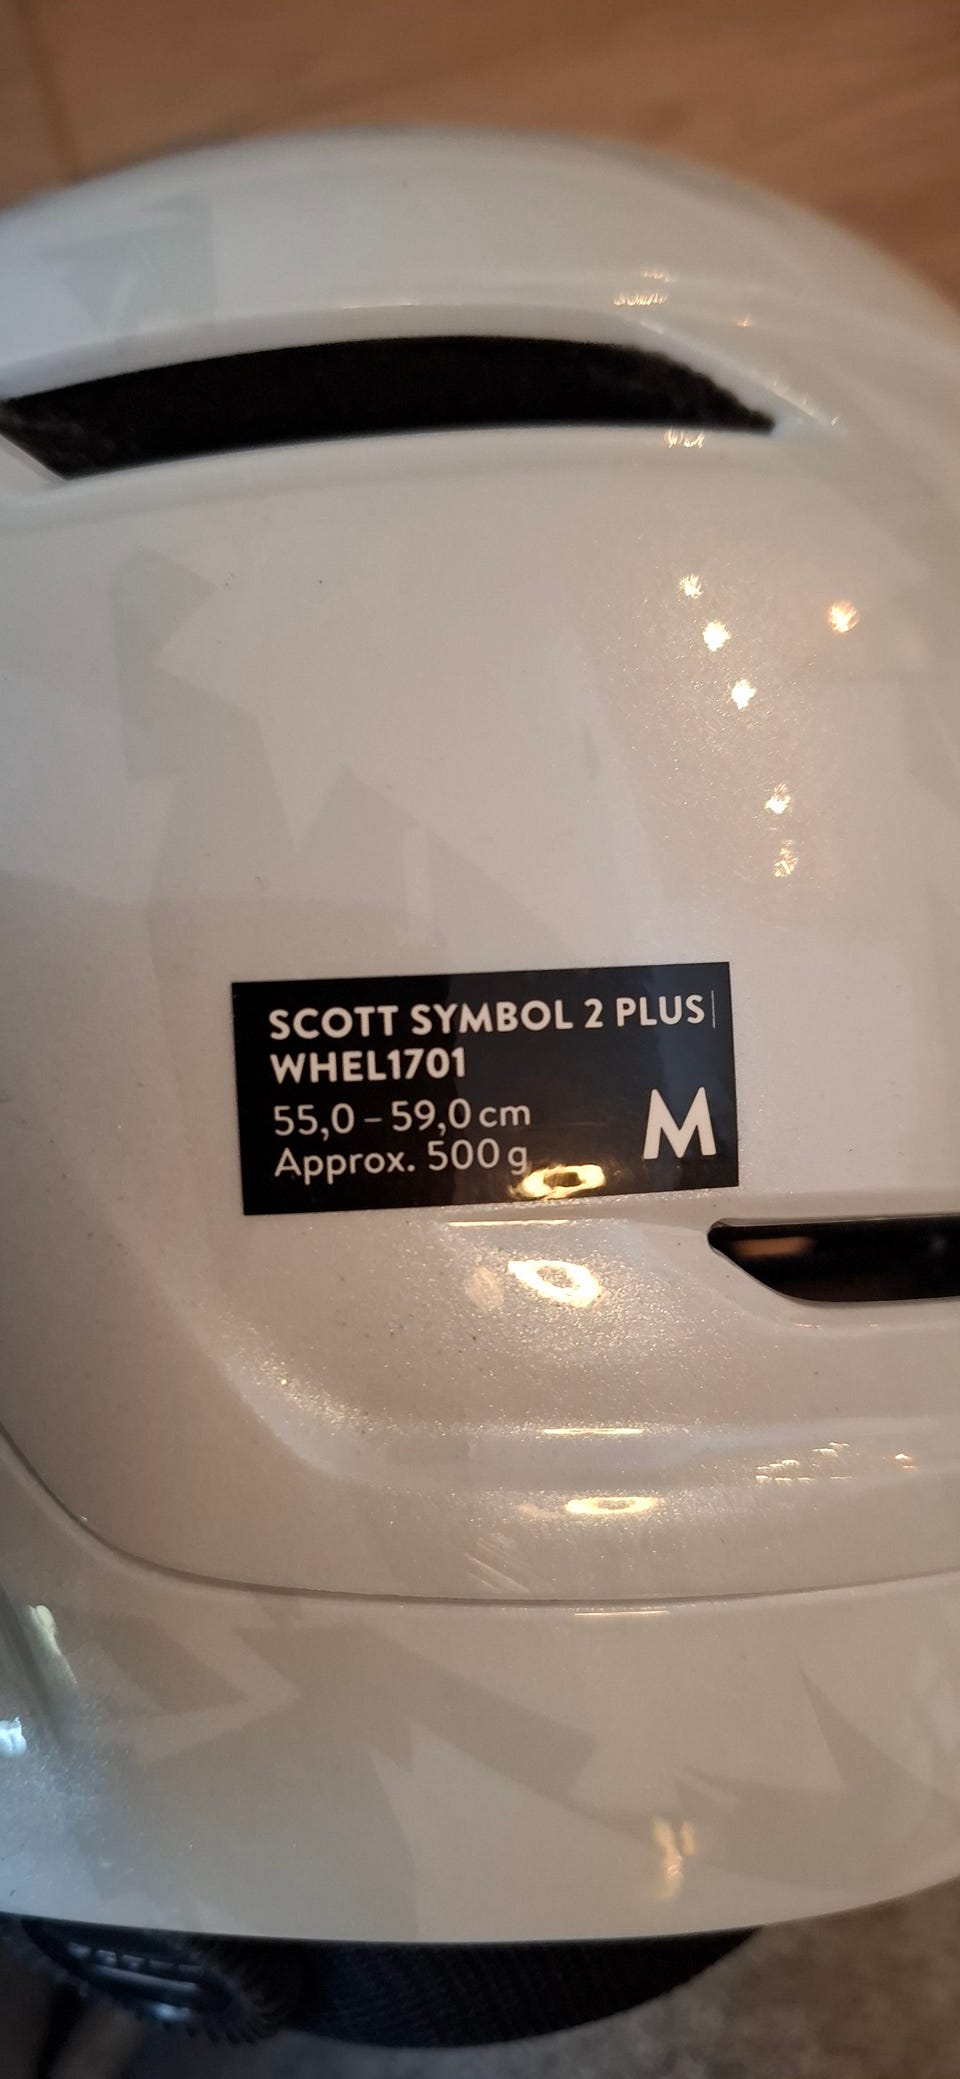 SCOTT SYMBOL 2 PLUS
WHEL1701
55,0 – 59,0 cm
Approx. 500 g
M